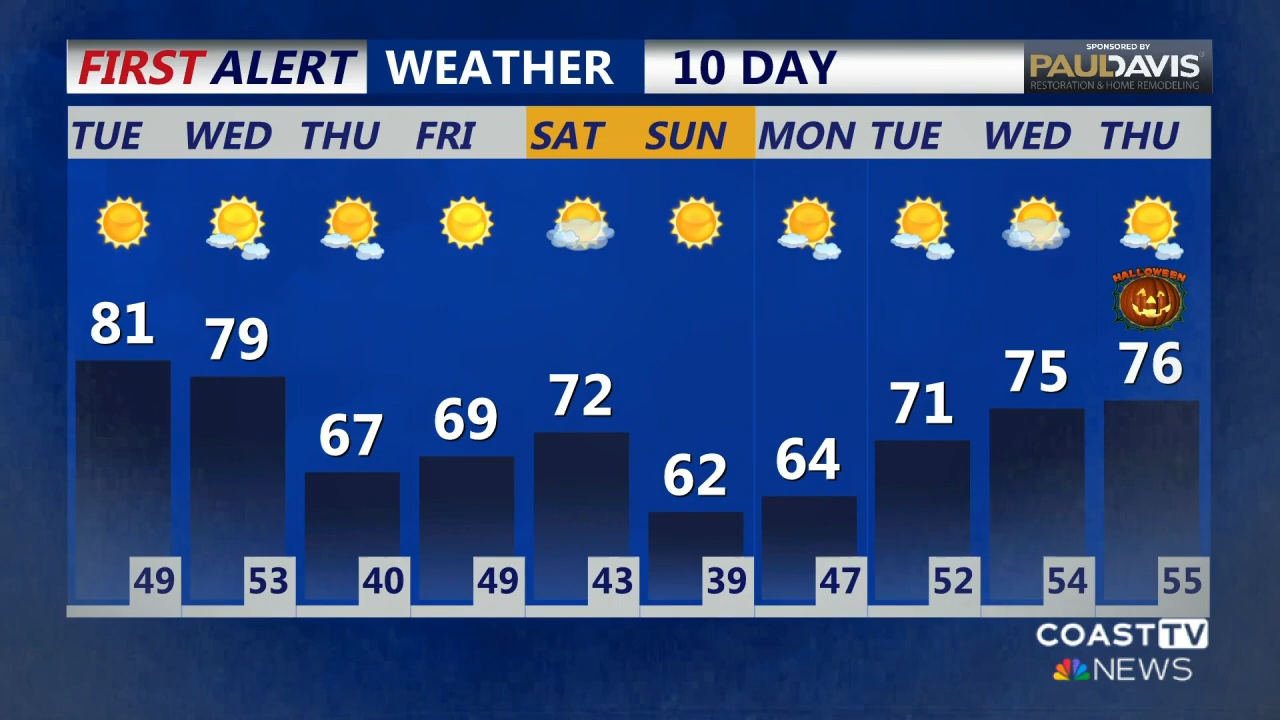 FIRST ALERT WEATHER 10 DAY
SPONSORED BY
PAUL DAVIS
RESTORATION & HOME REMODELING
TUE WED THU FRI SAT SUN MON TUE WED THU
HALLOWEEN
81 79 67 69 72 62 64 71 75 76
49 53 40 49 43 39 47 52 54 55
COAST TV
NEWS